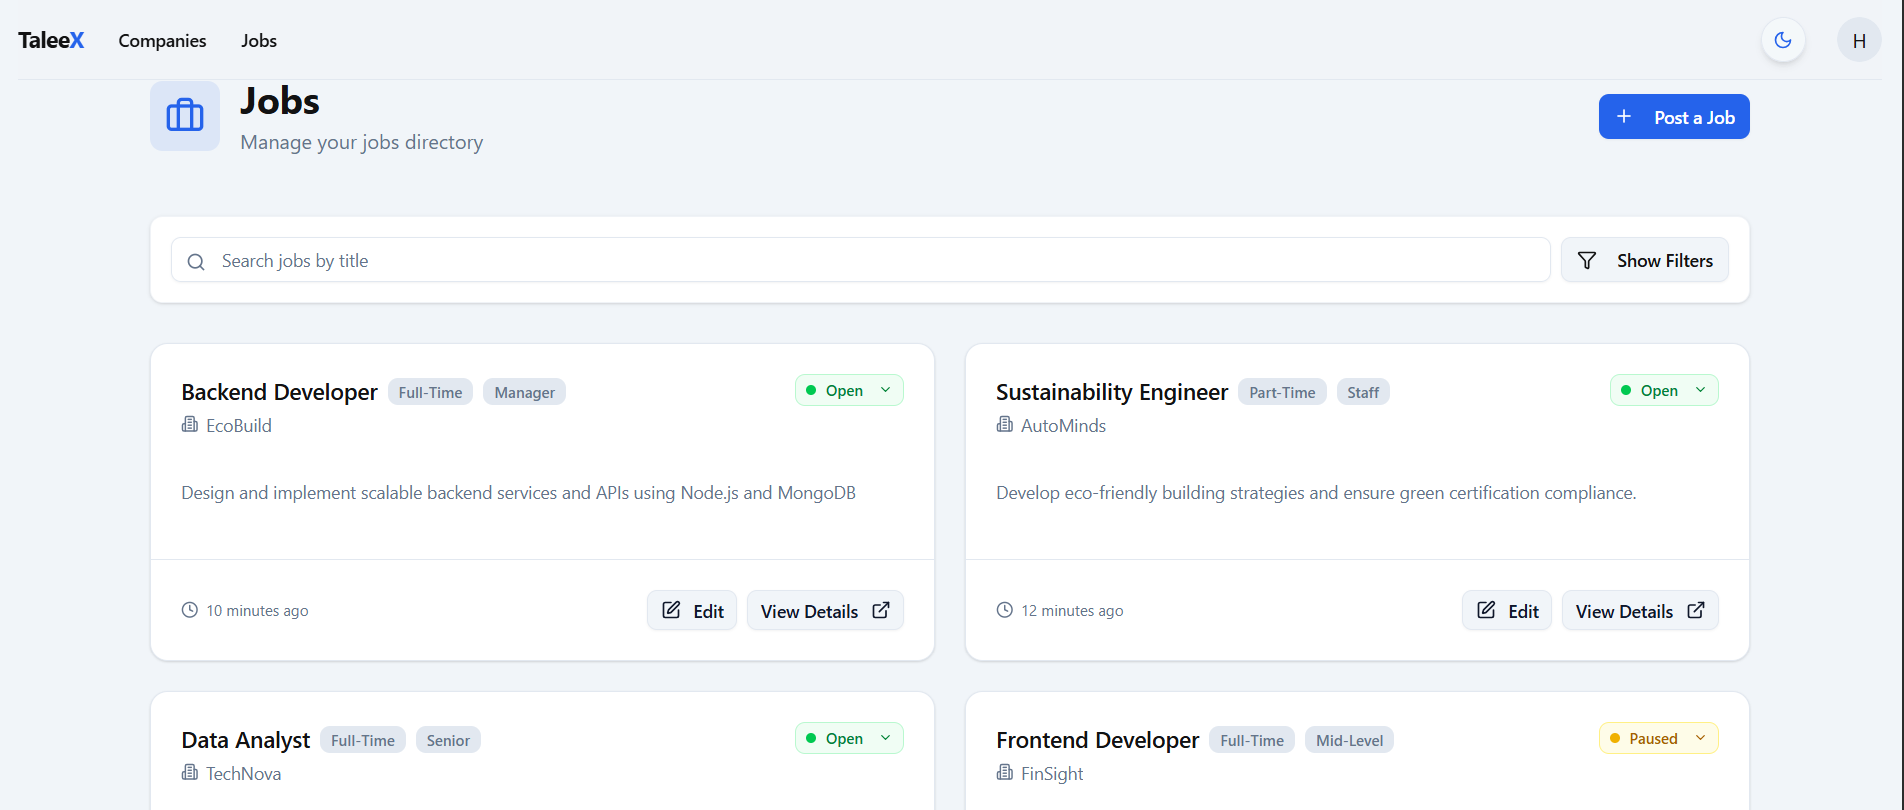 TaleeX Companies Jobs H
Jobs
Manage your jobs directory
Post a Job
Search jobs by title
Show Filters
Backend Developer Full-Time Manager Open
EcoBuild
Design and implement scalable backend services and APIs using Node.js and MongoDB
10 minutes ago Edit View Details
Sustainability Engineer Part-Time Staff Open
AutoMinds
Develop eco-friendly building strategies and ensure green certification compliance.
12 minutes ago Edit View Details
Data Analyst Full-Time Senior Open
TechNova
Frontend Developer Full-Time Mid-Level Paused
FinSight